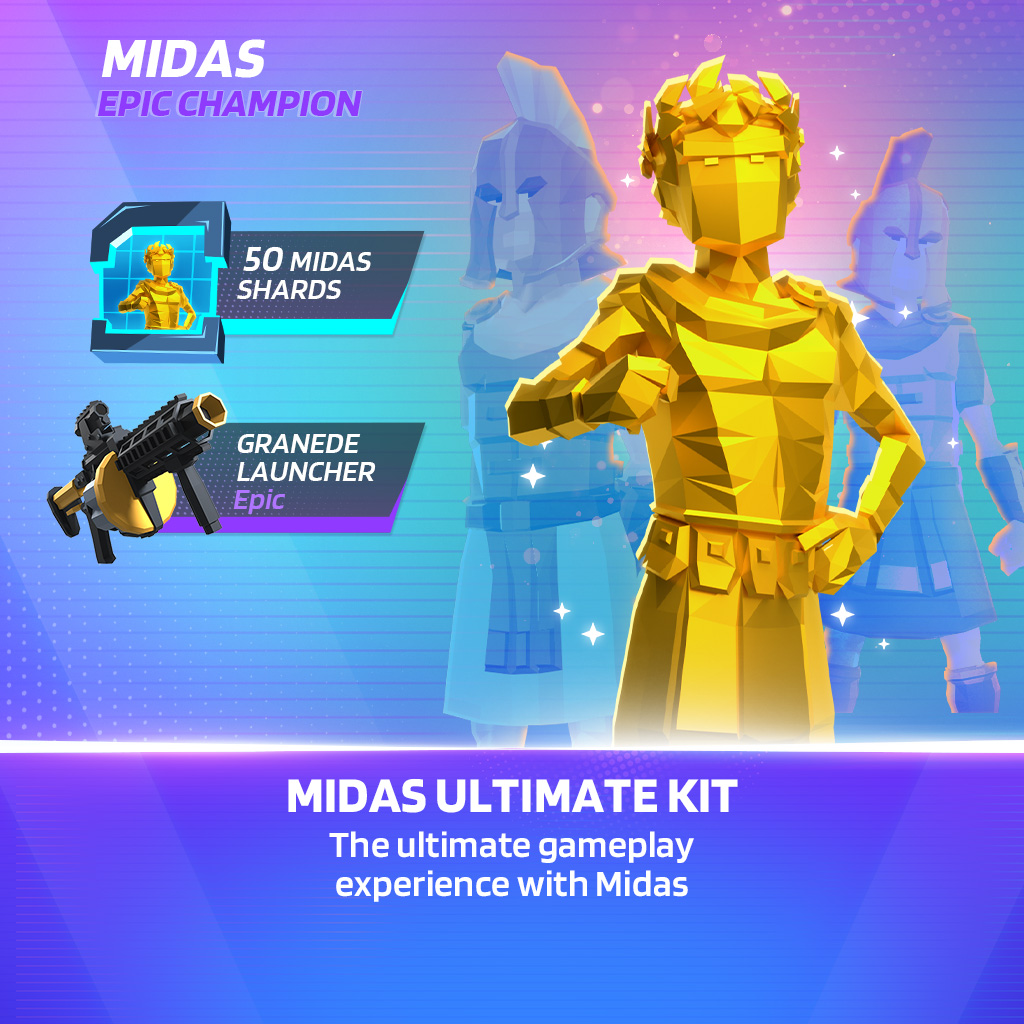 MIDAS
EPIC CHAMPION
50 MIDAS
SHARDS
GRANEDE
LAUNCHER
Epic
MIDAS ULTIMATE KIT
The ultimate gameplay
experience with Midas